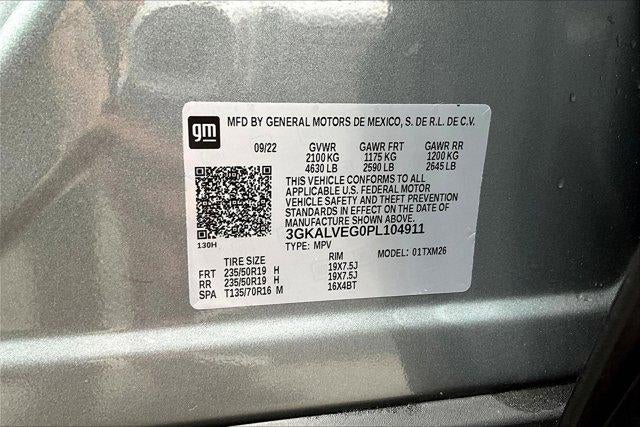 gm MFD BY GENERAL MOTORS DE MEXICO, S. DE R.L. DE C.V.
09/22 GVWR GAWR FRT GAWR RR
2100 KG 1175 KG 1200 KG
4630 LB 2590 LB 2645 LB
THIS VEHICLE CONFORMS TO ALL
APPLICABLE U.S. FEDERAL MOTOR
VEHICLE SAFETY AND THEFT PREVENTION
STANDARDS IN EFFECT ON THE DATE OF
MANUFACTURE SHOWN ABOVE.
3GKALVEG0PL104911
130H TYPE: MPV MODEL: 01TXM26
TIRE SIZE RIM
FRT 235/50R19 H 19X7.5J
RR 235/50R19 H 19X7.5J
SPA T135/70R16 M 16X4BT